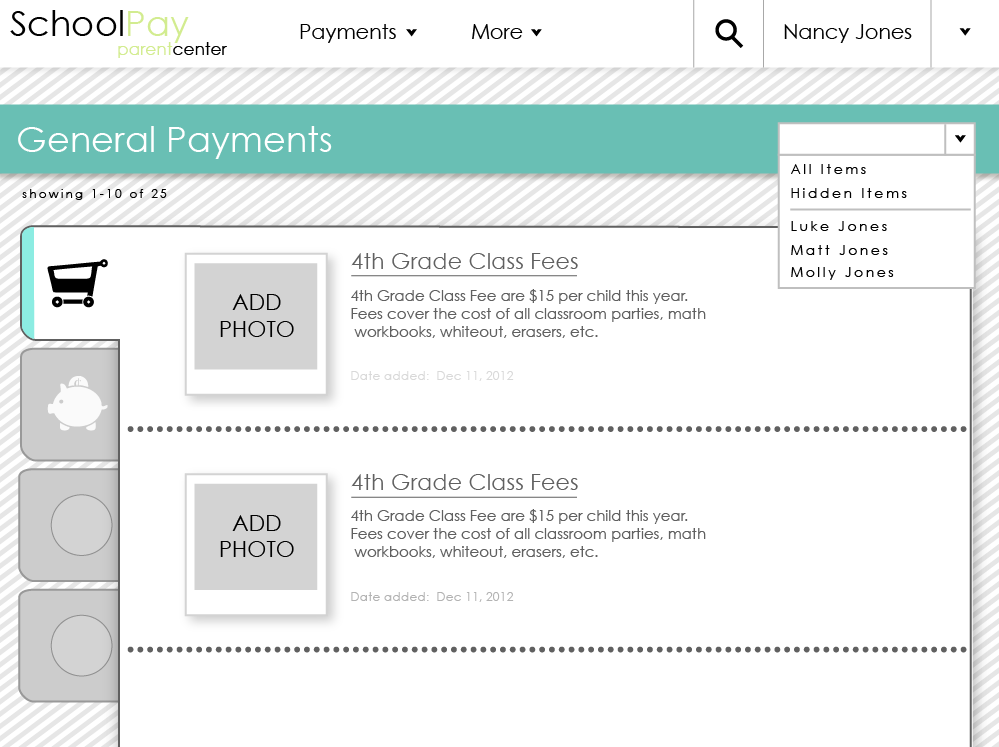 SchoolPay
parentcenter
Payments
More
Nancy Jones
General Payments
showing 1-10 of 25
All Items
Hidden Items
Luke Jones
Matt Jones
Molly Jones
4th Grade Class Fees
ADD
PHOTO
4th Grade Class Fee are $15 per child this year.
Fees cover the cost of all classroom parties, math
workbooks, whiteout, erasers, etc.
Date added: Dec 11, 2012
4th Grade Class Fees
ADD
PHOTO
4th Grade Class Fee are $15 per child this year.
Fees cover the cost of all classroom parties, math
workbooks, whiteout, erasers, etc.
Date added: Dec 11, 2012